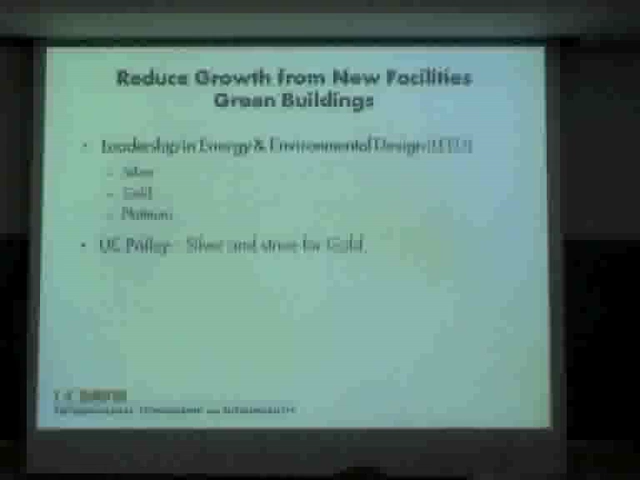 Reduce Growth from New Facilities
Green Buildings
• Leadership in Energy & Environmental Design (LEED)
– Silver
– Gold
– Platinum
• UC Policy - Silver and strive for Gold